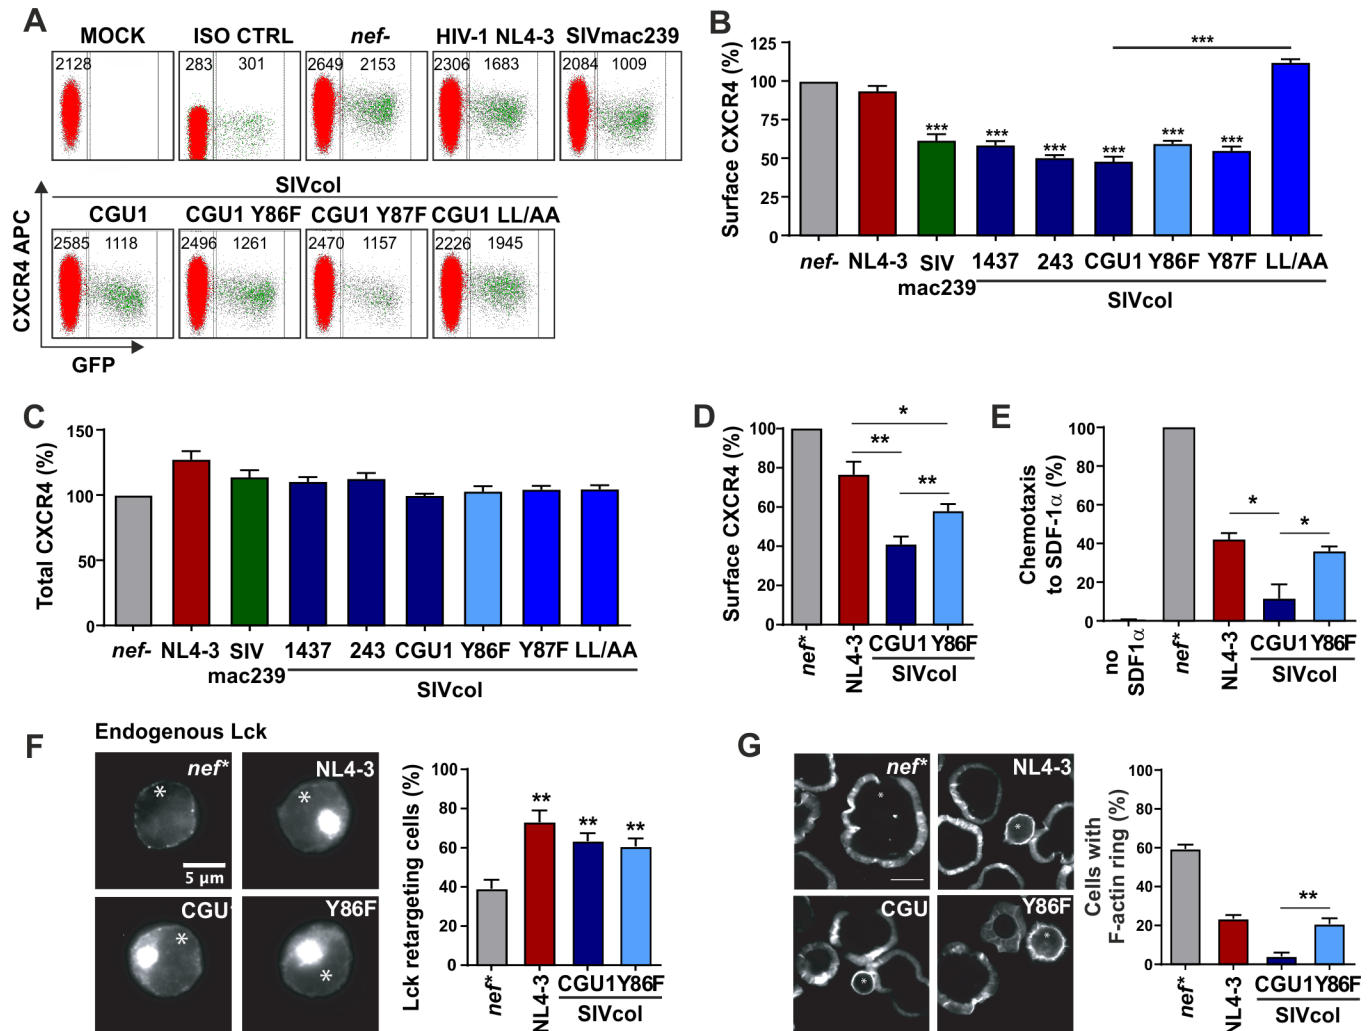 A
MOCK ISO CTRL nef- HIV-1 NL4-3 SIVmac239
2128 283 301 2649 2153 2306 1683 2084 1009
SIVcol
CGU1 CGU1 Y86F CGU1 Y87F CGU1 LL/AA
2585 1118 2496 1261 2470 1157 2226 1945
CXCR4 APC
GFP
B
Surface CXCR4 (%)
125
100
75
50
25
0
***
*** *** *** *** *** ***
nef- NL4-3 SIV mac239 1437 243 CGU1 Y86F Y87F LL/AA
SIVcol
C
Total CXCR4 (%)
150
100
50
0
nef- NL4-3 SIV mac239 1437 243 CGU1 Y86F Y87F LL/AA
SIVcol
D
Surface CXCR4 (%)
100
80
60
40
20
0
*
**
**
nef* NL4-3 CGU1 Y86F
SIVcol
E
Chemotaxis
to SDF-1α (%)
100
80
60
40
20
0
*
*
no
SDF1α
nef* NL4-3 CGU1 Y86F
SIVcol
F
Endogenous Lck
nef* NL4-3
* *
5 µm
CGU1 Y86F
* *
Lck retargeting cells (%)
100
80
60
40
20
0
** ** **
nef* NL4-3 CGU1 Y86F
SIVcol
G
nef* NL4-3
* *
CGU Y86F
* *
Cells with
F-actin ring (%)
100
80
60
40
20
0
**
nef* NL4-3 CGU1 Y86F
SIVcol